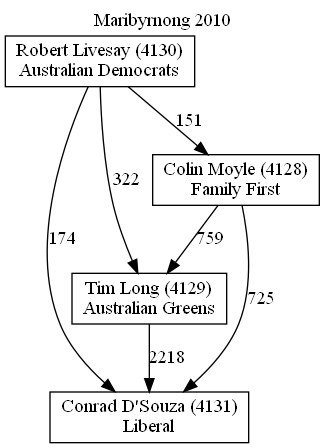 Maribyrnong 2010
Robert Livesay (4130)
Australian Democrats
151
Colin Moyle (4128)
Family First
322
174
759
725
Tim Long (4129)
Australian Greens
2218
Conrad D'Souza (4131)
Liberal